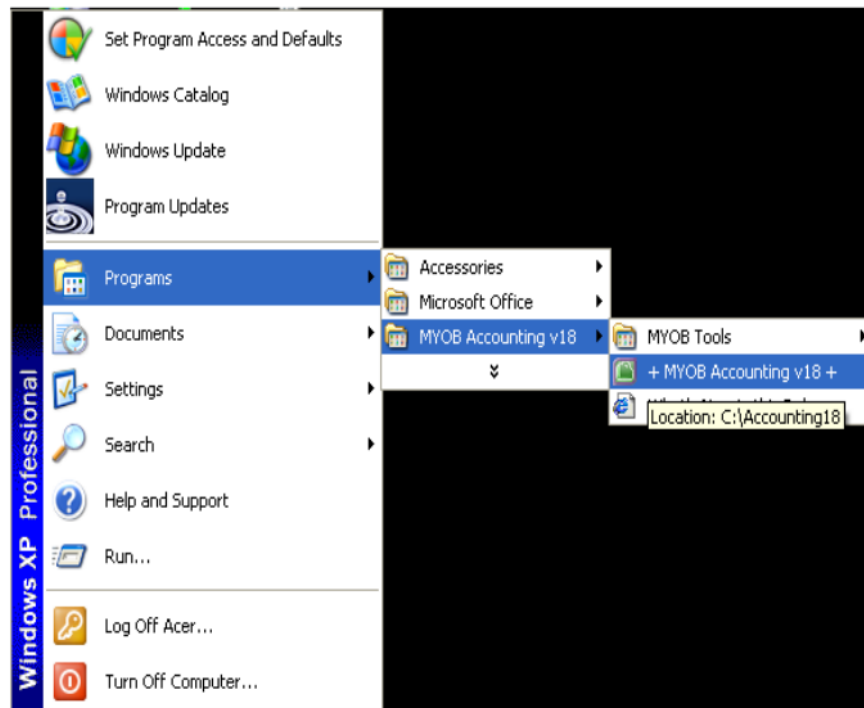 Set Program Access and Defaults
Windows Catalog
Windows Update
Program Updates
Programs
Documents
Settings
Search
Help and Support
Run...
Log Off Acer...
Turn Off Computer...
Windows XP Professional
Accessories
Microsoft Office
MYOB Accounting v18
MYOB Tools
+ MYOB Accounting v18 +
Location: C:\Accounting18